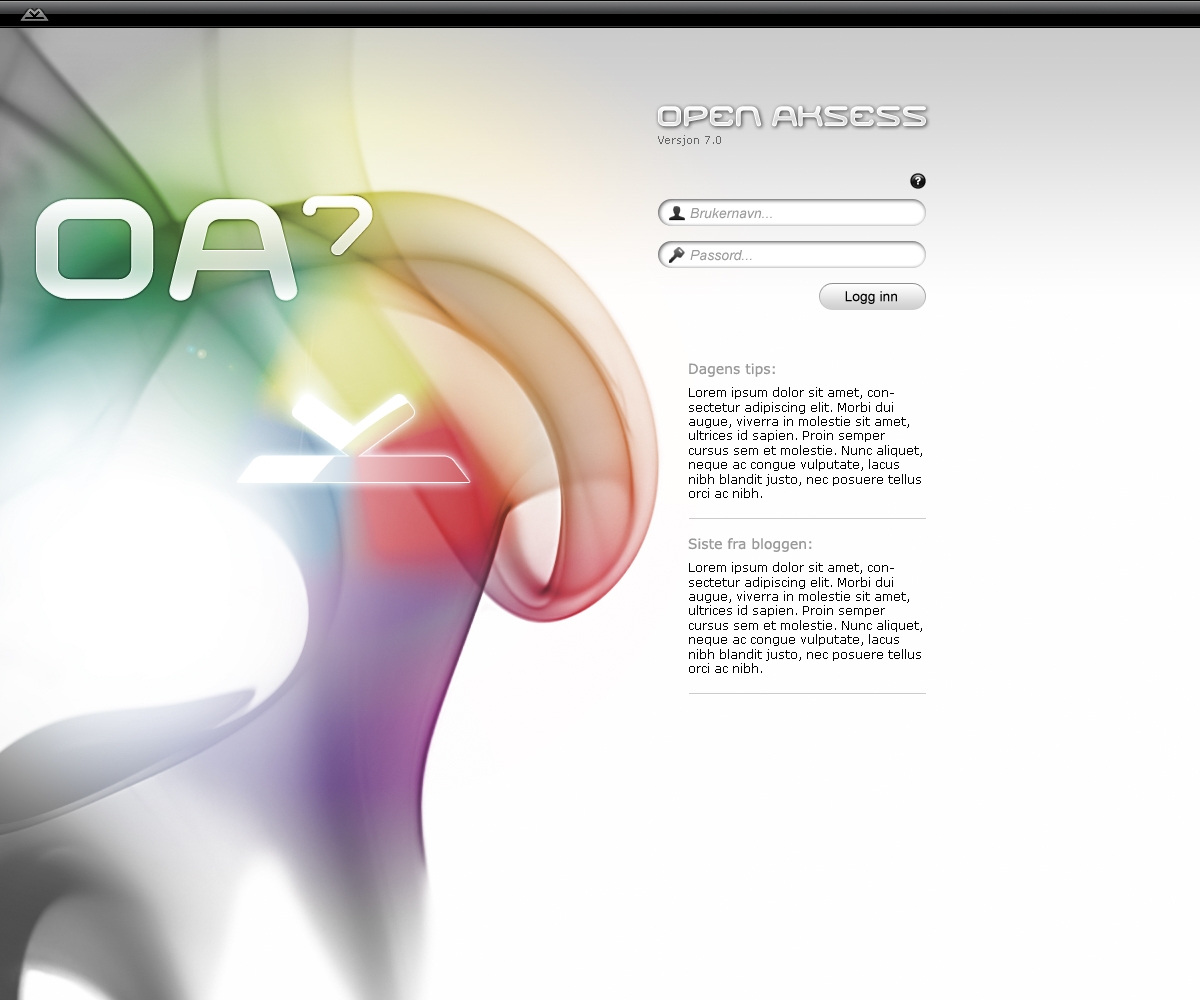 OPEN AKSESS
Versjon 7.0
?
OA7
Brukernavn...
Passord...
Logg inn
Dagens tips:
Lorem ipsum dolor sit amet, con-
sectetur adipiscing elit. Morbi dui
augue, viverra in molestie sit amet,
ultrices id sapien. Proin semper
cursus sem et molestie. Nunc aliquet,
neque ac congue vulputate, lacus
nibh blandit justo, nec posuere tellus
orci ac nibh.
Siste fra bloggen:
Lorem ipsum dolor sit amet, con-
sectetur adipiscing elit. Morbi dui
augue, viverra in molestie sit amet,
ultrices id sapien. Proin semper
cursus sem et molestie. Nunc aliquet,
neque ac congue vulputate, lacus
nibh blandit justo, nec posuere tellus
orci ac nibh.